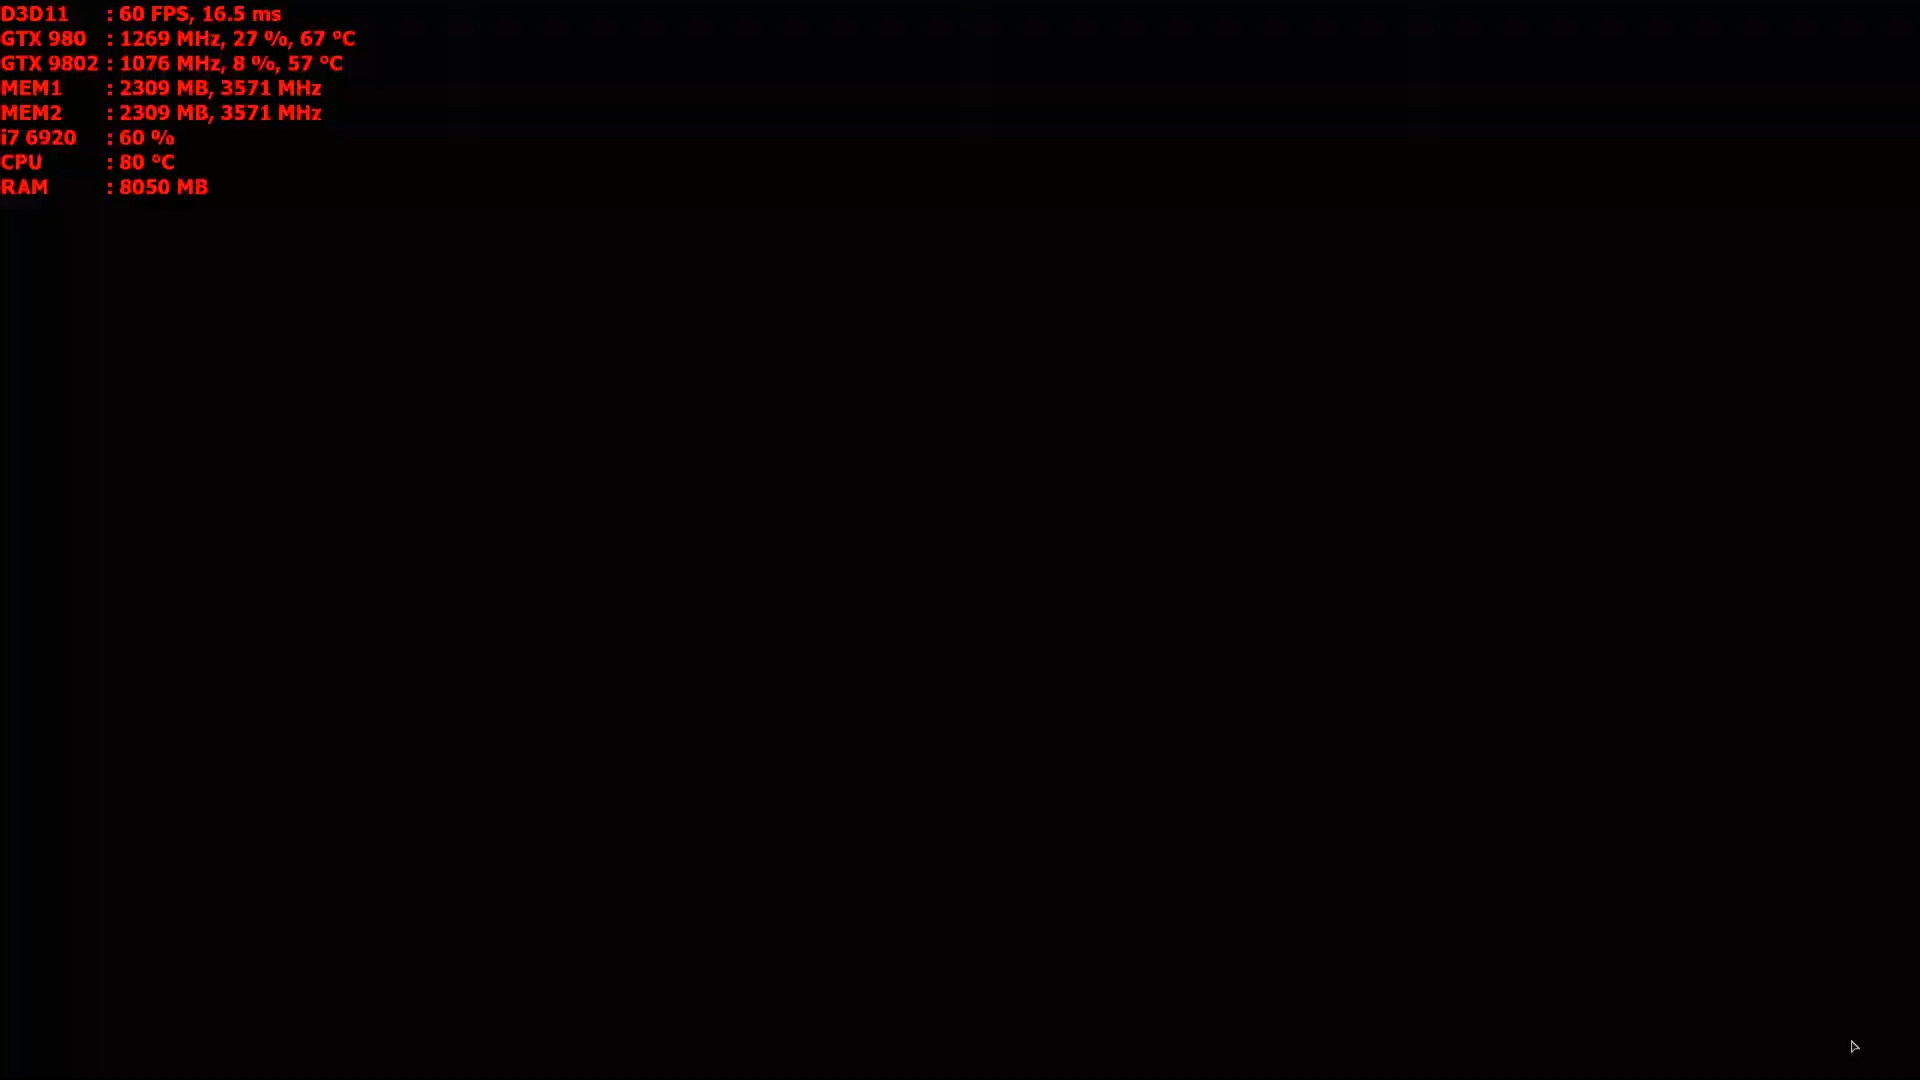 D3D11 : 60 FPS, 16.5 ms
GTX 980 : 1269 MHz, 27 %, 67 °C
GTX 9802 : 1076 MHz, 8 %, 57 °C
MEM1 : 2309 MB, 3571 MHz
MEM2 : 2309 MB, 3571 MHz
i7 6920 : 60 %
CPU : 80 °C
RAM : 8050 MB